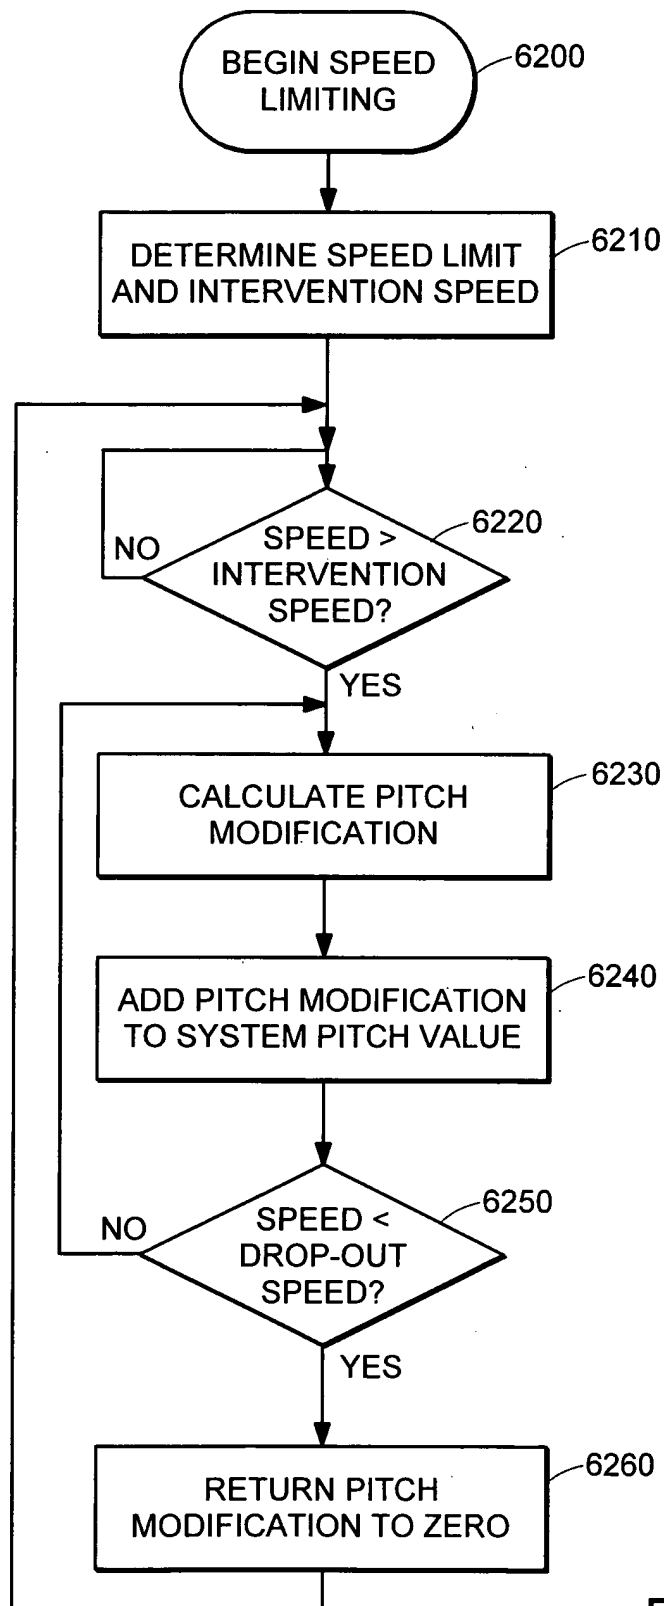 BEGIN SPEED
LIMITING
6200
DETERMINE SPEED LIMIT
AND INTERVENTION SPEED
6210
SPEED >
INTERVENTION
SPEED?
6220
NO
YES
CALCULATE PITCH
MODIFICATION
6230
ADD PITCH MODIFICATION
TO SYSTEM PITCH VALUE
6240
SPEED <
DROP-OUT
SPEED?
6250
NO
YES
RETURN PITCH
MODIFICATION TO ZERO
6260